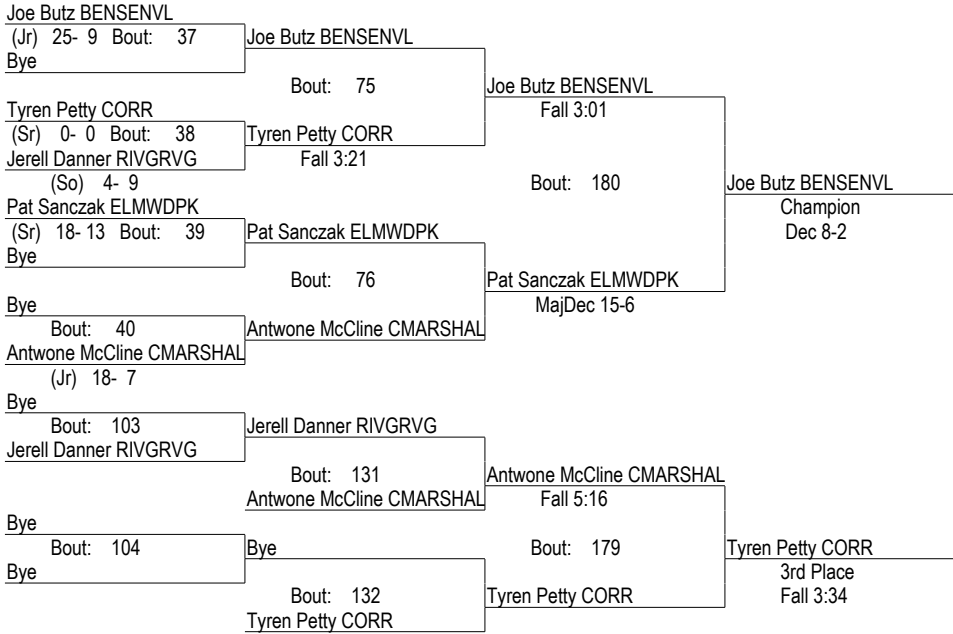 Joe Butz BENSENVL
(Jr) 25- 9 Bout: 37 Joe Butz BENSENVL
Bye
Bout: 75 Joe Butz BENSENVL
Tyren Petty CORR Fall 3:01
(Sr) 0- 0 Bout: 38 Tyren Petty CORR
Jerell Danner RIVGRVG Fall 3:21
(So) 4- 9 Bout: 180 Joe Butz BENSENVL
Pat Sanczak ELMWDPK Champion
(Sr) 18- 13 Bout: 39 Pat Sanczak ELMWDPK Dec 8-2
Bye
Bout: 76 Pat Sanczak ELMWDPK
Bye MajDec 15-6
Bout: 40 Antwone McCline CMARSHAL
Antwone McCline CMARSHAL
(Jr) 18- 7
Bye
Bout: 103 Jerell Danner RIVGRVG
Jerell Danner RIVGRVG
Bout: 131 Antwone McCline CMARSHAL
Antwone McCline CMARSHAL Fall 5:16
Bye
Bout: 104 Bye Bout: 179 Tyren Petty CORR
Bye 3rd Place
Bout: 132 Tyren Petty CORR Fall 3:34
Tyren Petty CORR